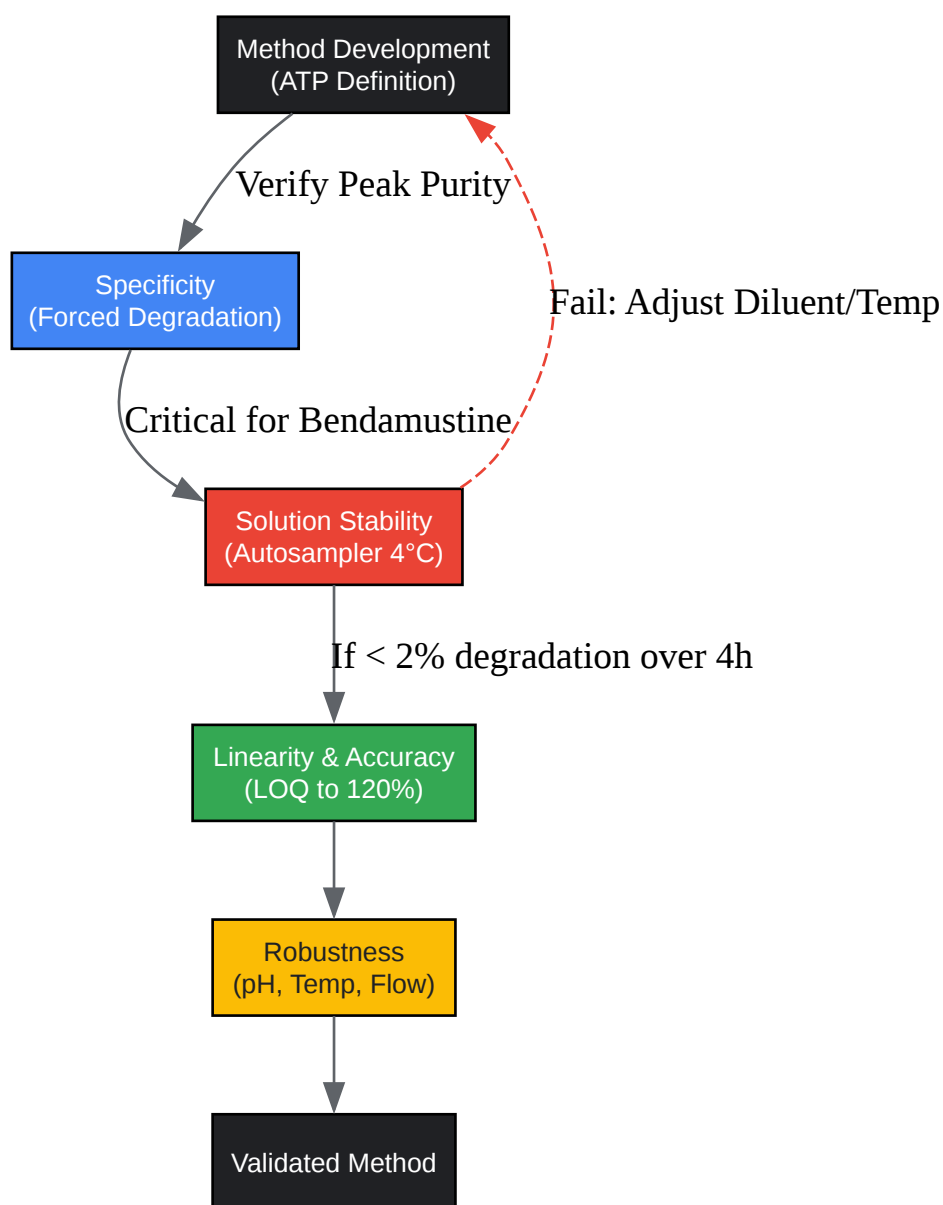 Method Development
(ATP Definition)
Verify Peak Purity
Specificity
(Forced Degradation)
Fail: Adjust Diluent/Temp
Critical for Bendamustine
Solution Stability
(Autosampler 4°C)
If < 2% degradation over 4h
Linearity & Accuracy
(LOQ to 120%)
Robustness
(pH, Temp, Flow)
Validated Method